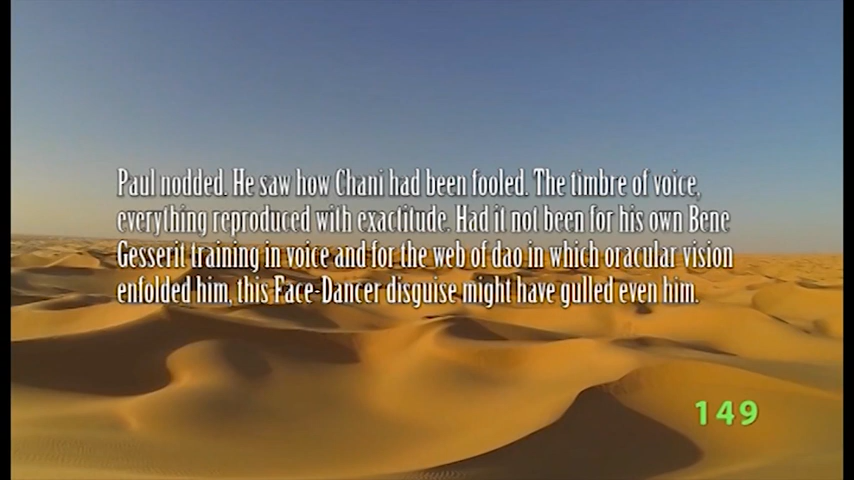 Paul nodded. He saw how Chani had been fooled. The timbre of voice,
everything reproduced with exactitude. Had it not been for his own Bene
Gesserit training in voice and for the web of dao in which oracular vision
enfolded him, this Face-Dancer disguise might have gulled even him.
149